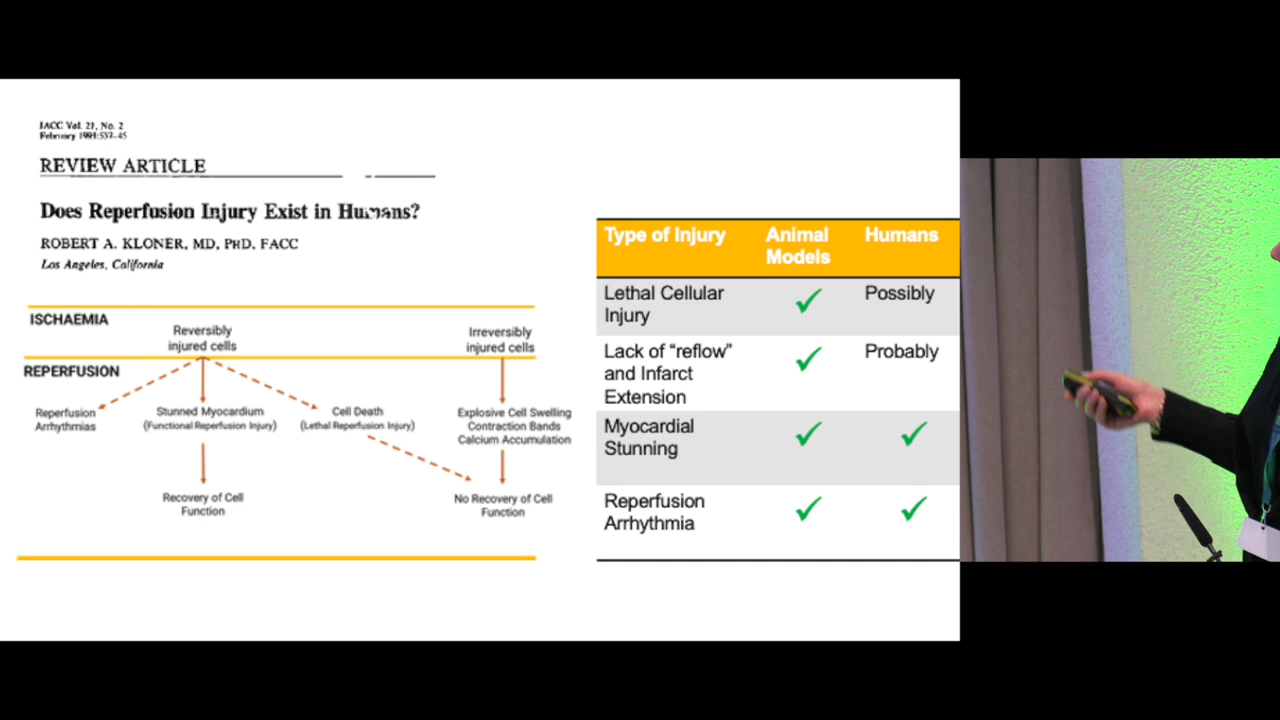 JACC Vol. 21, No. 2
February 1993:537-45
REVIEW ARTICLE
Does Reperfusion Injury Exist in Humans?
ROBERT A. KLONER, MD, PHD, FACC
Los Angeles, California
ISCHAEMIA
Reversibly
injured cells
Irreversibly
injured cells
REPERFUSION
Reperfusion
Arrhythmias
Stunned Myocardium
(Functional Reperfusion Injury)
Cell Death
(Lethal Reperfusion Injury)
Explosive Cell Swelling
Contraction Bands
Calcium Accumulation
Recovery of Cell
Function
No Recovery of Cell
Function
Type of Injury
Animal
Models
Humans
Lethal Cellular
Injury
Possibly
Lack of “reflow”
and Infarct
Extension
Probably
Myocardial
Stunning
Reperfusion
Arrhythmia